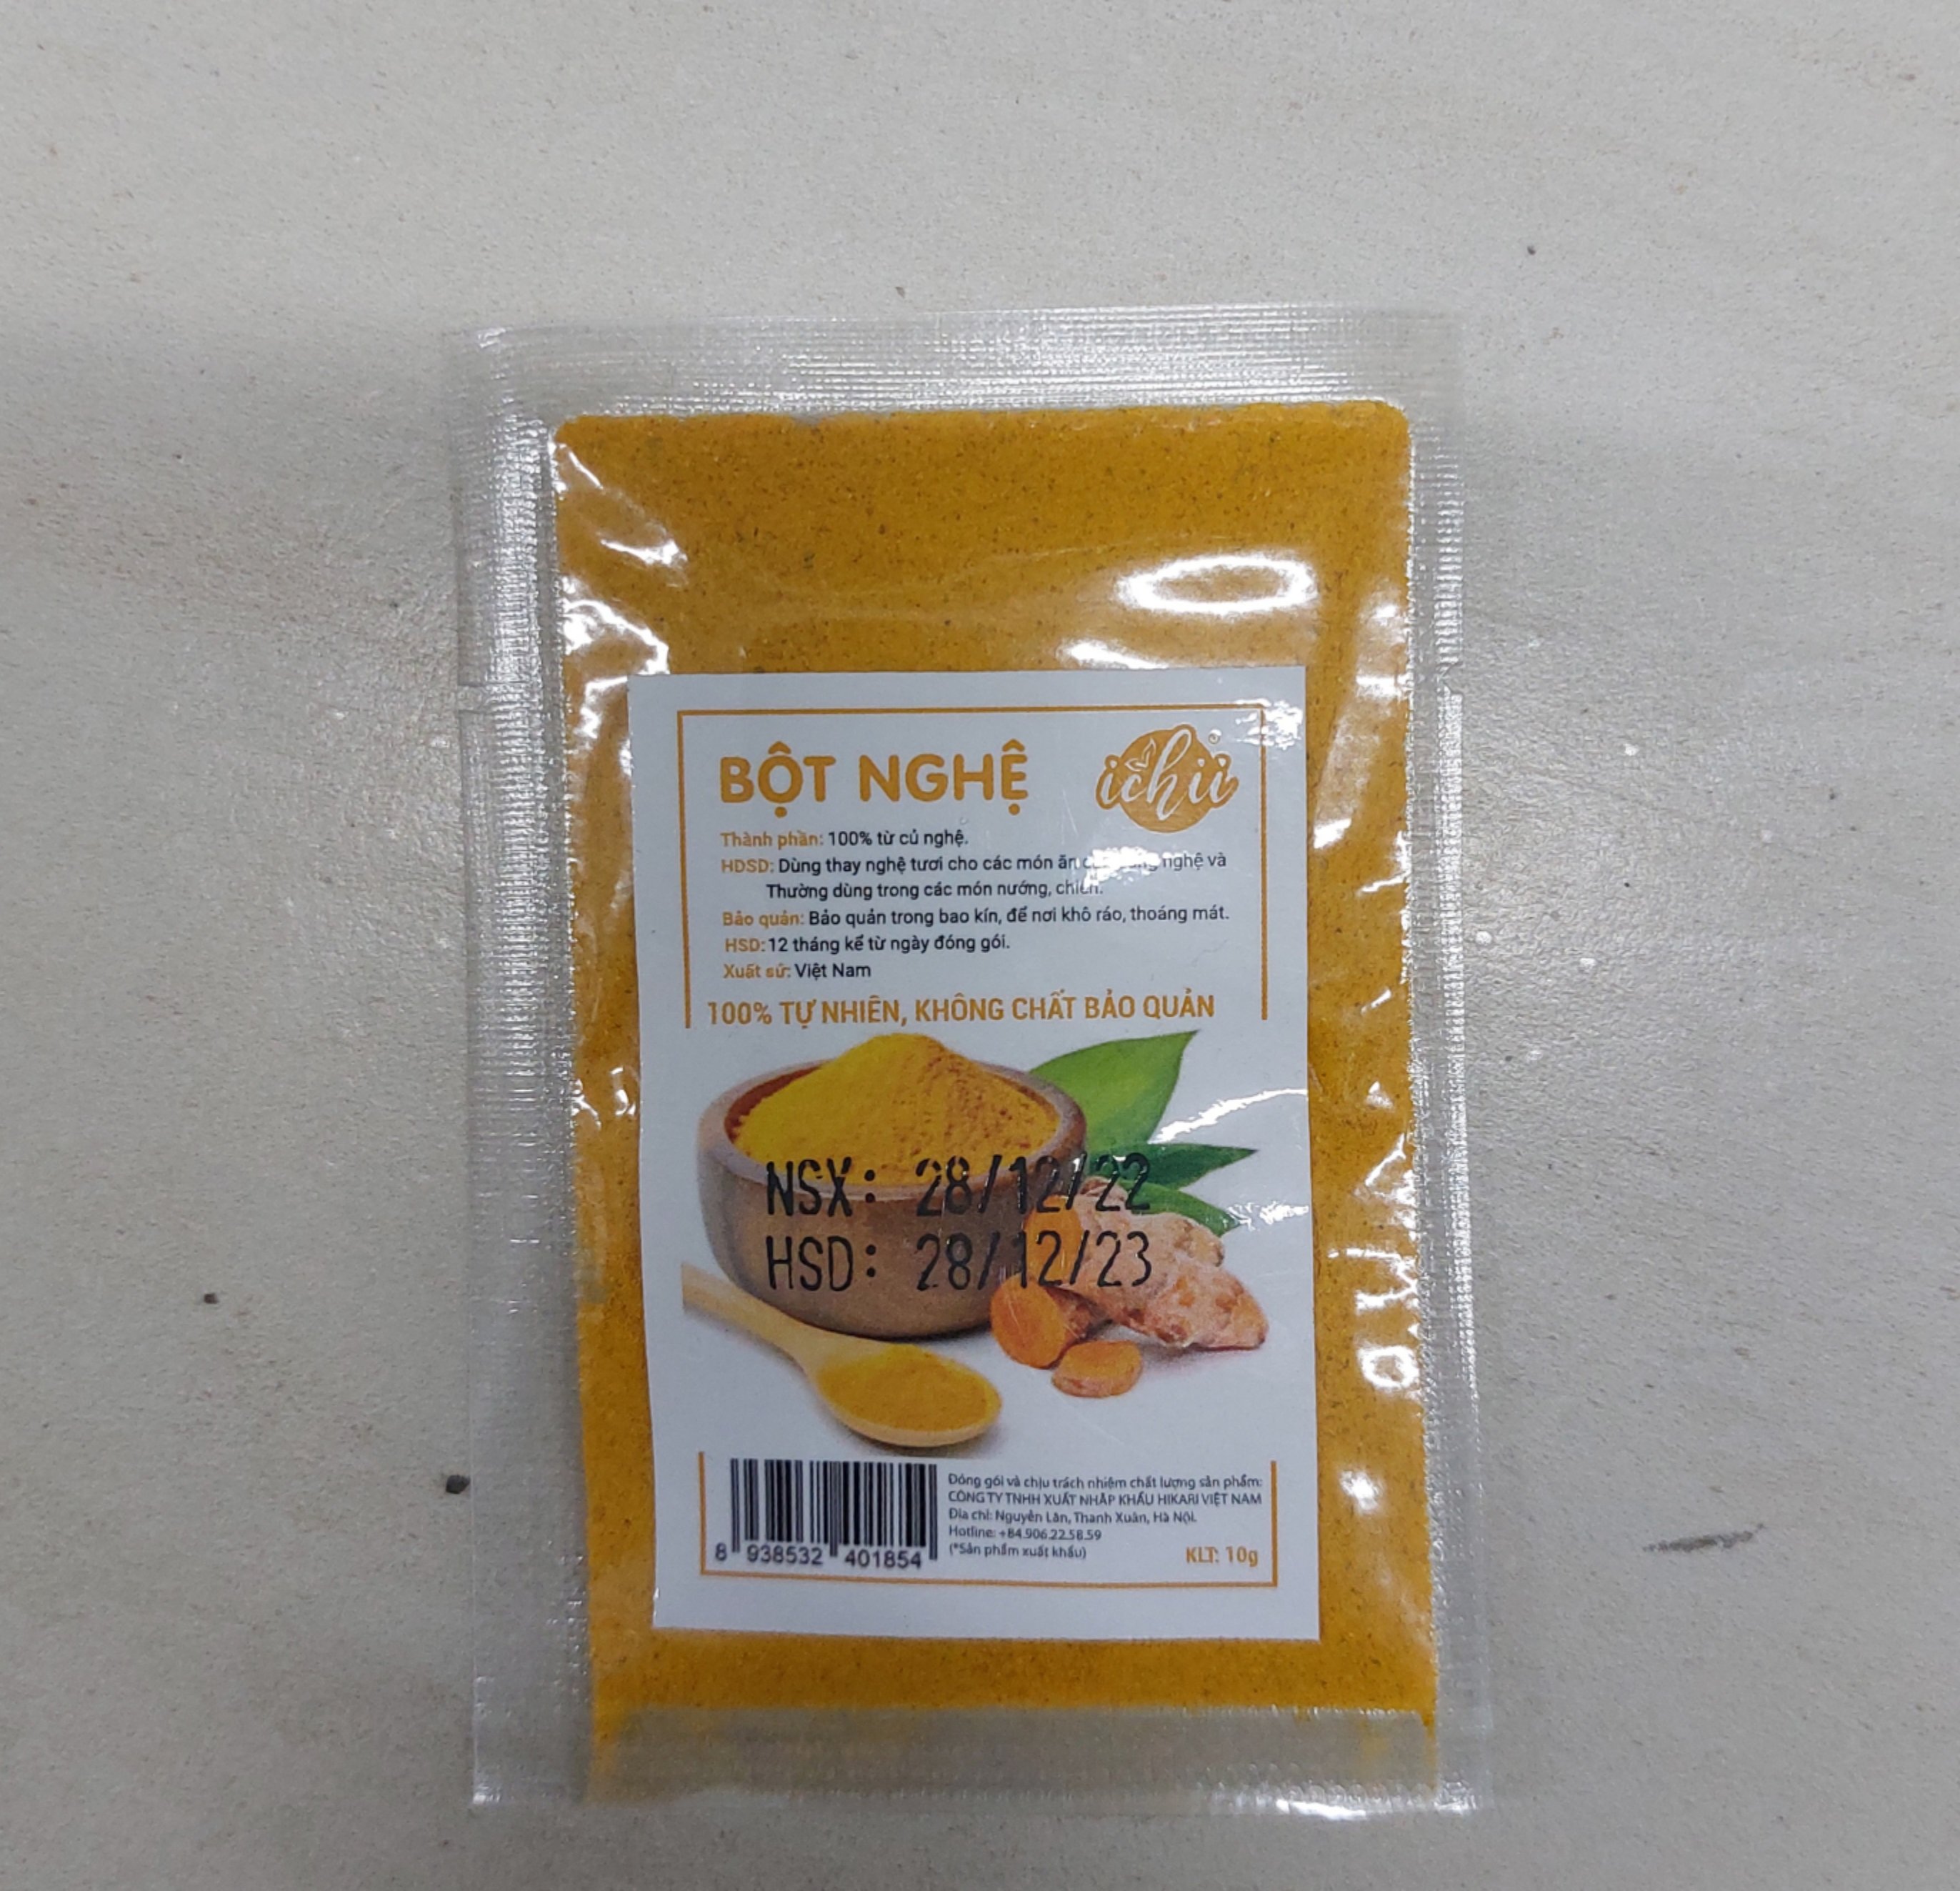 BỘT NGHỆ
ichii
Thành phần: 100% từ củ nghệ.
HDSD: Dùng thay nghệ tươi cho các món ăn nghệ và
Thường dùng trong các món nướng, chiên.
Bảo quản: Bảo quản trong bao kín, để nơi khô ráo, thoáng mát.
HSD: 12 tháng kể từ ngày đóng gói.
Xuất sứ: Việt Nam
100% TỰ NHIÊN, KHÔNG CHẤT BẢO QUẢN
NSX: 28/12/22
HSD: 28/12/23
8 938532 401854
Đóng gói và chịu trách nhiệm chất lượng sản phẩm:
CÔNG TY TNHH XUẤT NHẬP KHẨU HIKARI VIỆT NAM
Địa chỉ: Nguyễn Lân, Thanh Xuân, Hà Nội.
Hotline: +84.906.22.58.59
(*Sản phẩm xuất khẩu)
KLT: 10g